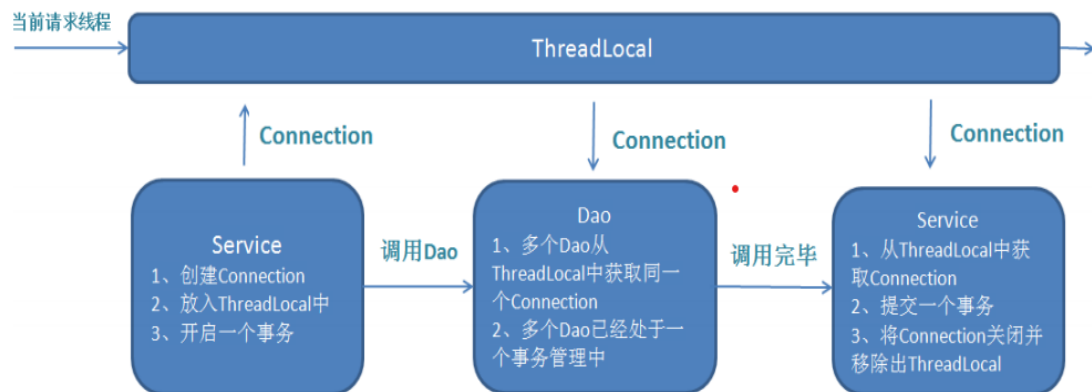 当前请求线程
ThreadLocal
Connection
Connection
Connection
Service
1、创建Connection
2、放入ThreadLocal中
3、开启一个事务
调用Dao
Dao
1、多个Dao从
ThreadLocal中获取同一
个Connection
2、多个Dao已经处于一
个事务管理中
调用完毕
Service
1、从ThreadLocal中获
取Connection
2、提交一个事务
3、将Connection关闭并
移除出ThreadLocal